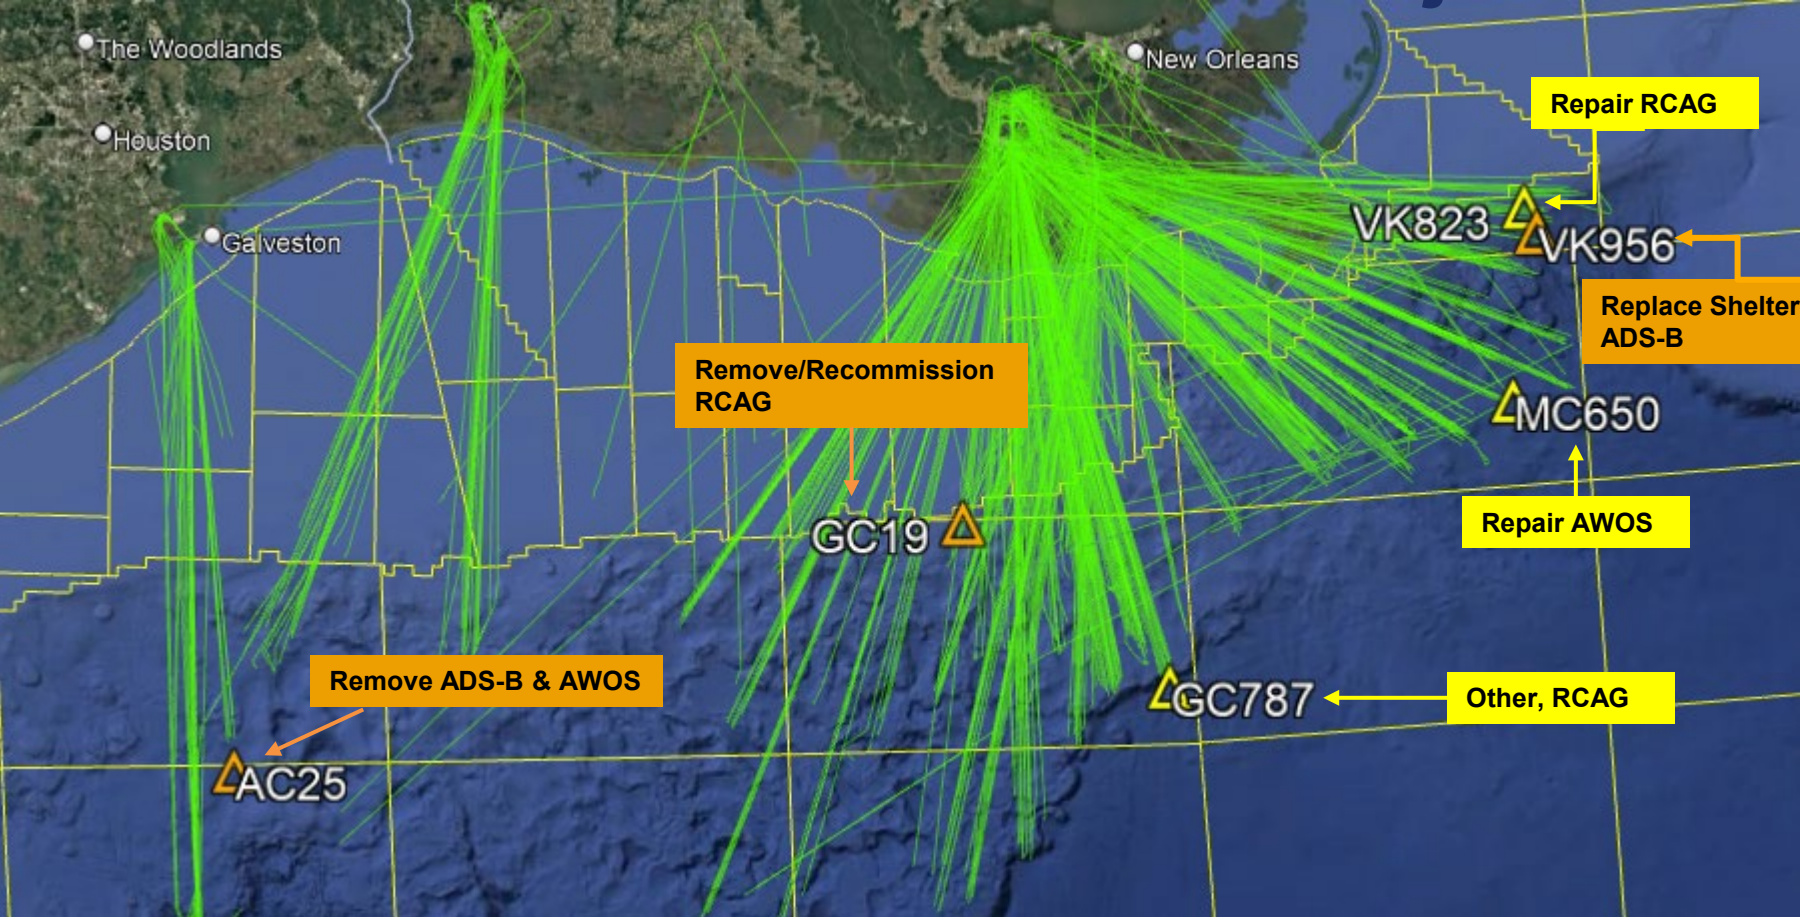 The Woodlands
New Orleans
Houston
Repair RCAG
Galveston
VK823
VK956
Replace Shelter
ADS-B
Remove/Recommission
RCAG
MC650
Repair AWOS
GC19
Remove ADS-B & AWOS
GC787
Other, RCAG
AC25